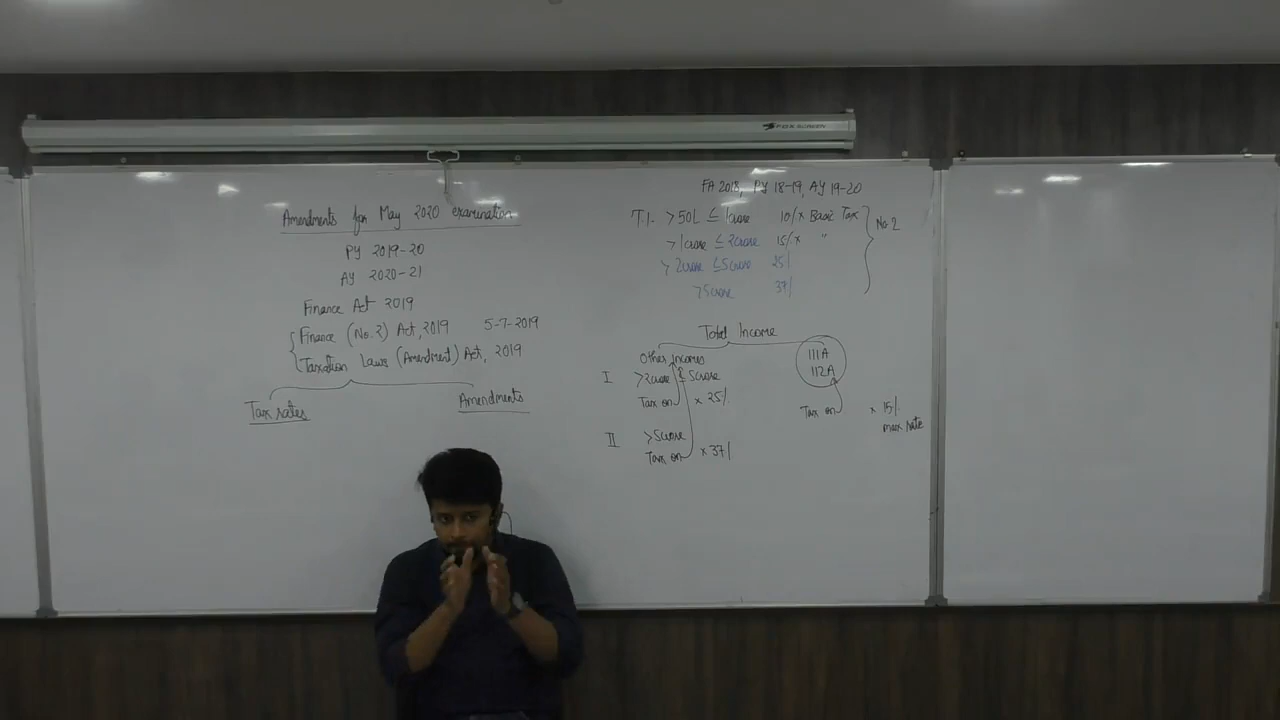 FOX SCREEN
Amendments for May 2020 examination
PY 2019-20
AY 2020-21
Finance Act 2019
Finance (No.2) Act, 2019 5-7-2019
Taxation Laws (Amendment) Act, 2019
Tax rates
Amendments
FA 2018, PY 18-19, AY 19-20
T.I. >50L ≤ 1crore 10/x Basic Tax
>1crore ≤ 2crore 15/x "
>2crore ≤5crore 25/
>5crore 37/
No.2
Total Income
Other incomes
111A
112A
I >2crore ≤ 5crore
Tax on × 25/.
Tax on × 15/.
max rate
II >5crore
Tax on × 37/